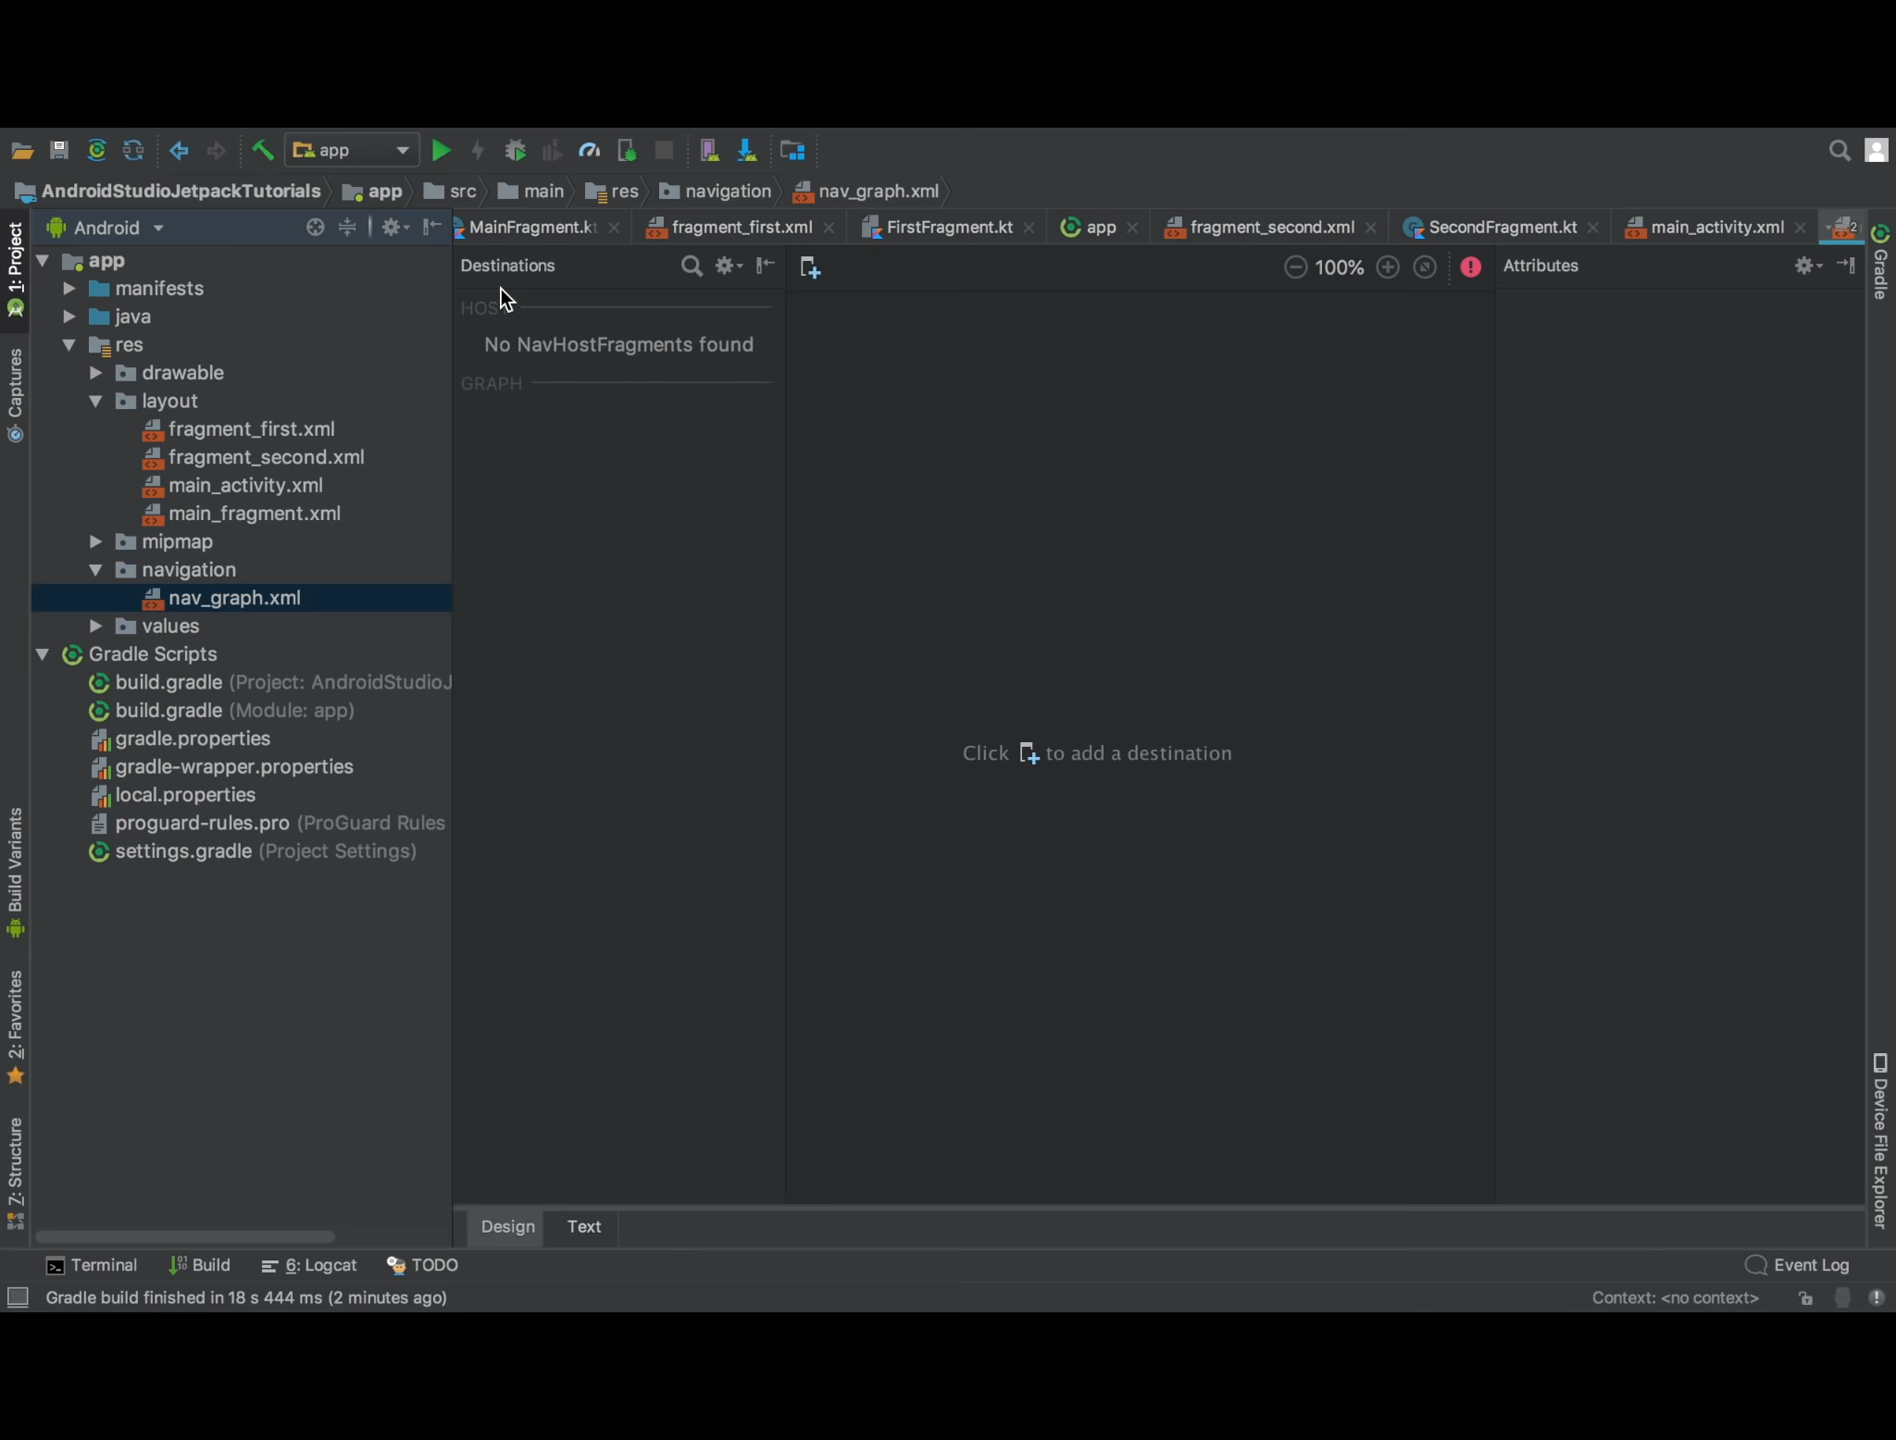 app
AndroidStudioJetpackTutorials app src main res navigation nav_graph.xml
1: Project
Captures
Build Variants
2: Favorites
7: Structure
Android
app
manifests
java
res
drawable
layout
fragment_first.xml
fragment_second.xml
main_activity.xml
main_fragment.xml
mipmap
navigation
nav_graph.xml
values
Gradle Scripts
build.gradle (Project: AndroidStudioJ
build.gradle (Module: app)
gradle.properties
gradle-wrapper.properties
local.properties
proguard-rules.pro (ProGuard Rules
settings.gradle (Project Settings)
MainFragment.kt fragment_first.xml FirstFragment.kt app fragment_second.xml SecondFragment.kt main_activity.xml 2
Destinations
HOST
No NavHostFragments found
GRAPH
100%
Click to add a destination
Attributes
Gradle
Device File Explorer
Design Text
Terminal Build 6: Logcat TODO Event Log
Gradle build finished in 18 s 444 ms (2 minutes ago) Context: <no context>